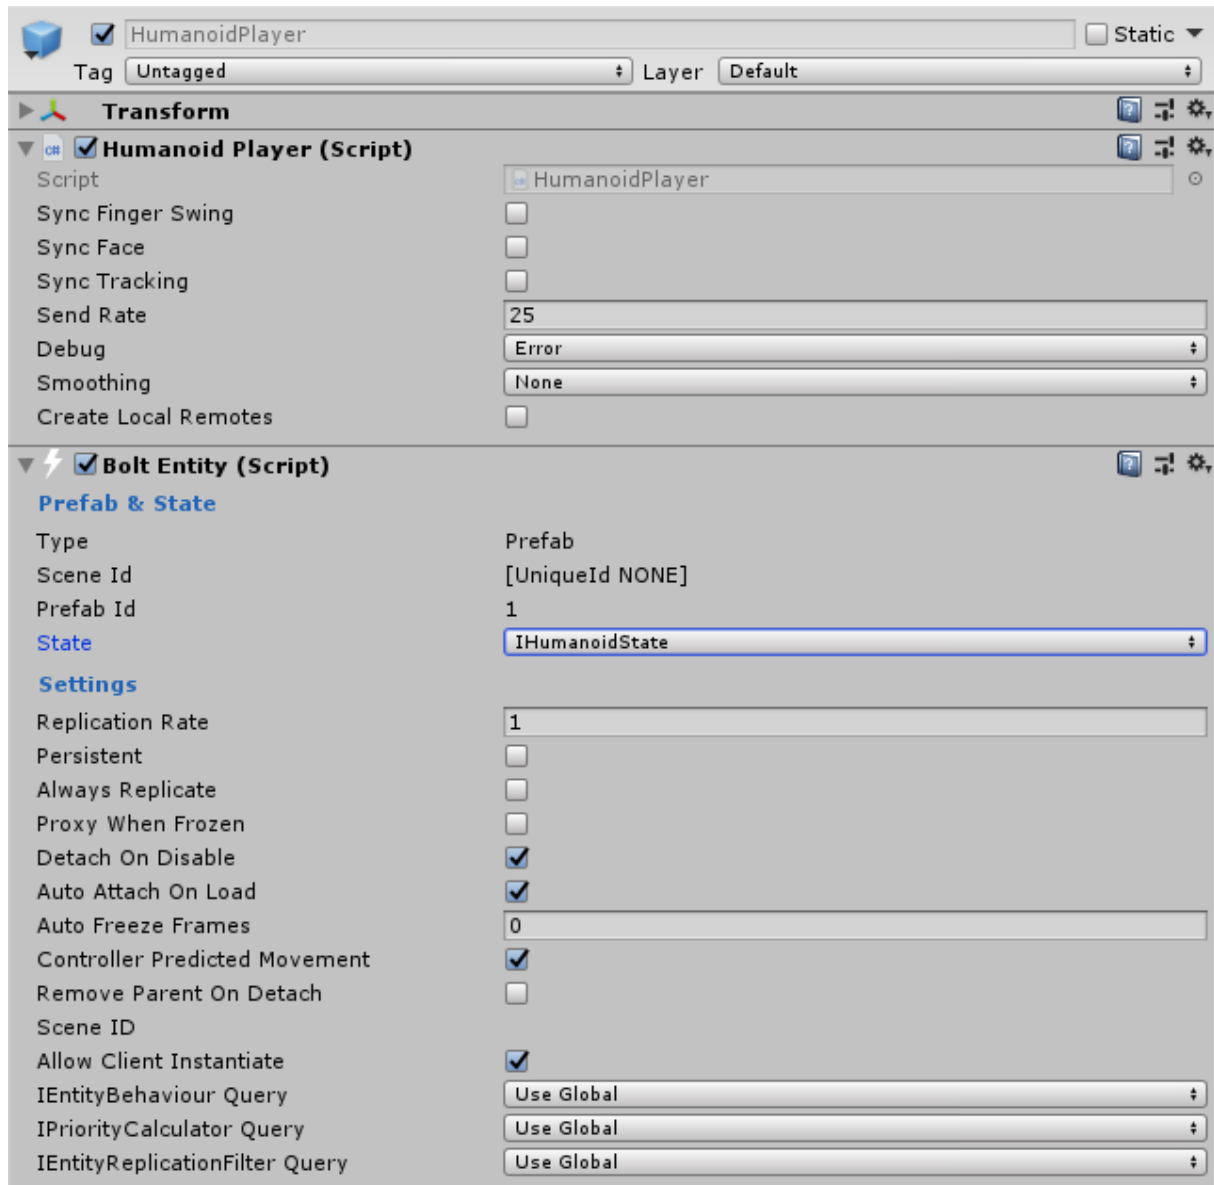 HumanoidPlayer Static
Tag Untagged Layer Default
Transform
c# Humanoid Player (Script)
Script HumanoidPlayer
Sync Finger Swing
Sync Face
Sync Tracking
Send Rate 25
Debug Error
Smoothing None
Create Local Remotes
Bolt Entity (Script)
Prefab & State
Type Prefab
Scene Id [UniqueId NONE]
Prefab Id 1
State IHumanoidState
Settings
Replication Rate 1
Persistent
Always Replicate
Proxy When Frozen
Detach On Disable
Auto Attach On Load
Auto Freeze Frames 0
Controller Predicted Movement
Remove Parent On Detach
Scene ID
Allow Client Instantiate
IEntityBehaviour Query Use Global
IPriorityCalculator Query Use Global
IEntityReplicationFilter Query Use Global